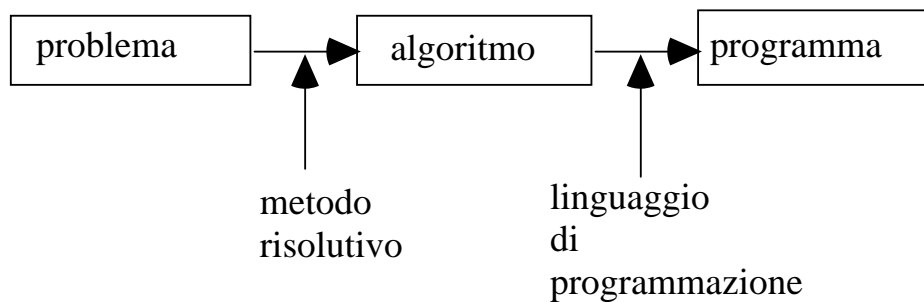 problema
algoritmo
programma
metodo
risolutivo
linguaggio
di
programmazione